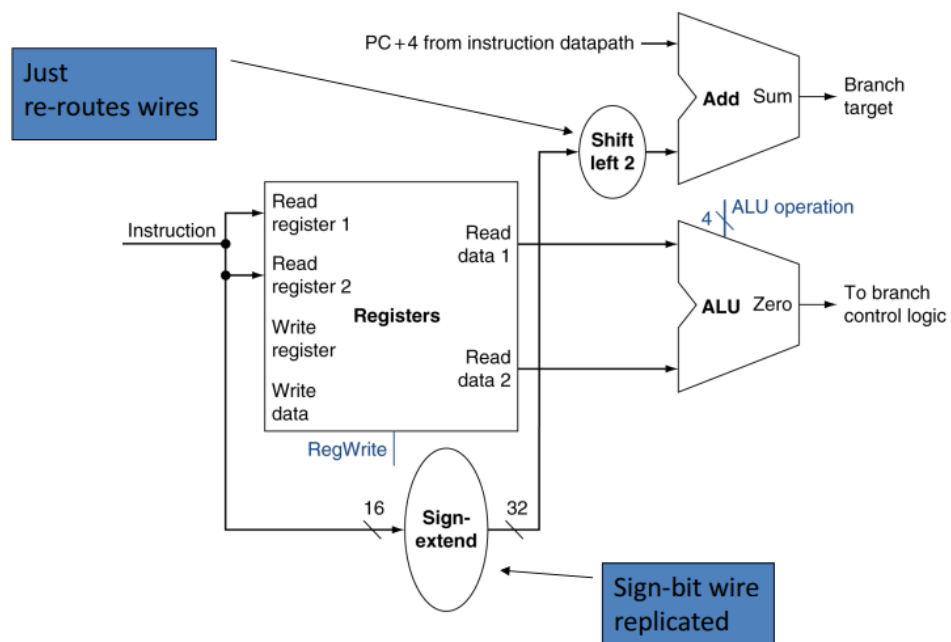 PC + 4 from instruction datapath
Just
re-routes wires
Add Sum
Branch
target
Shift
left 2
Read
register 1
Instruction
Read
data 1
4
ALU operation
Read
register 2
Registers
ALU Zero
To branch
control logic
Write
register
Read
data 2
Write
data
RegWrite
16
Sign-
extend
32
Sign-bit wire
replicated